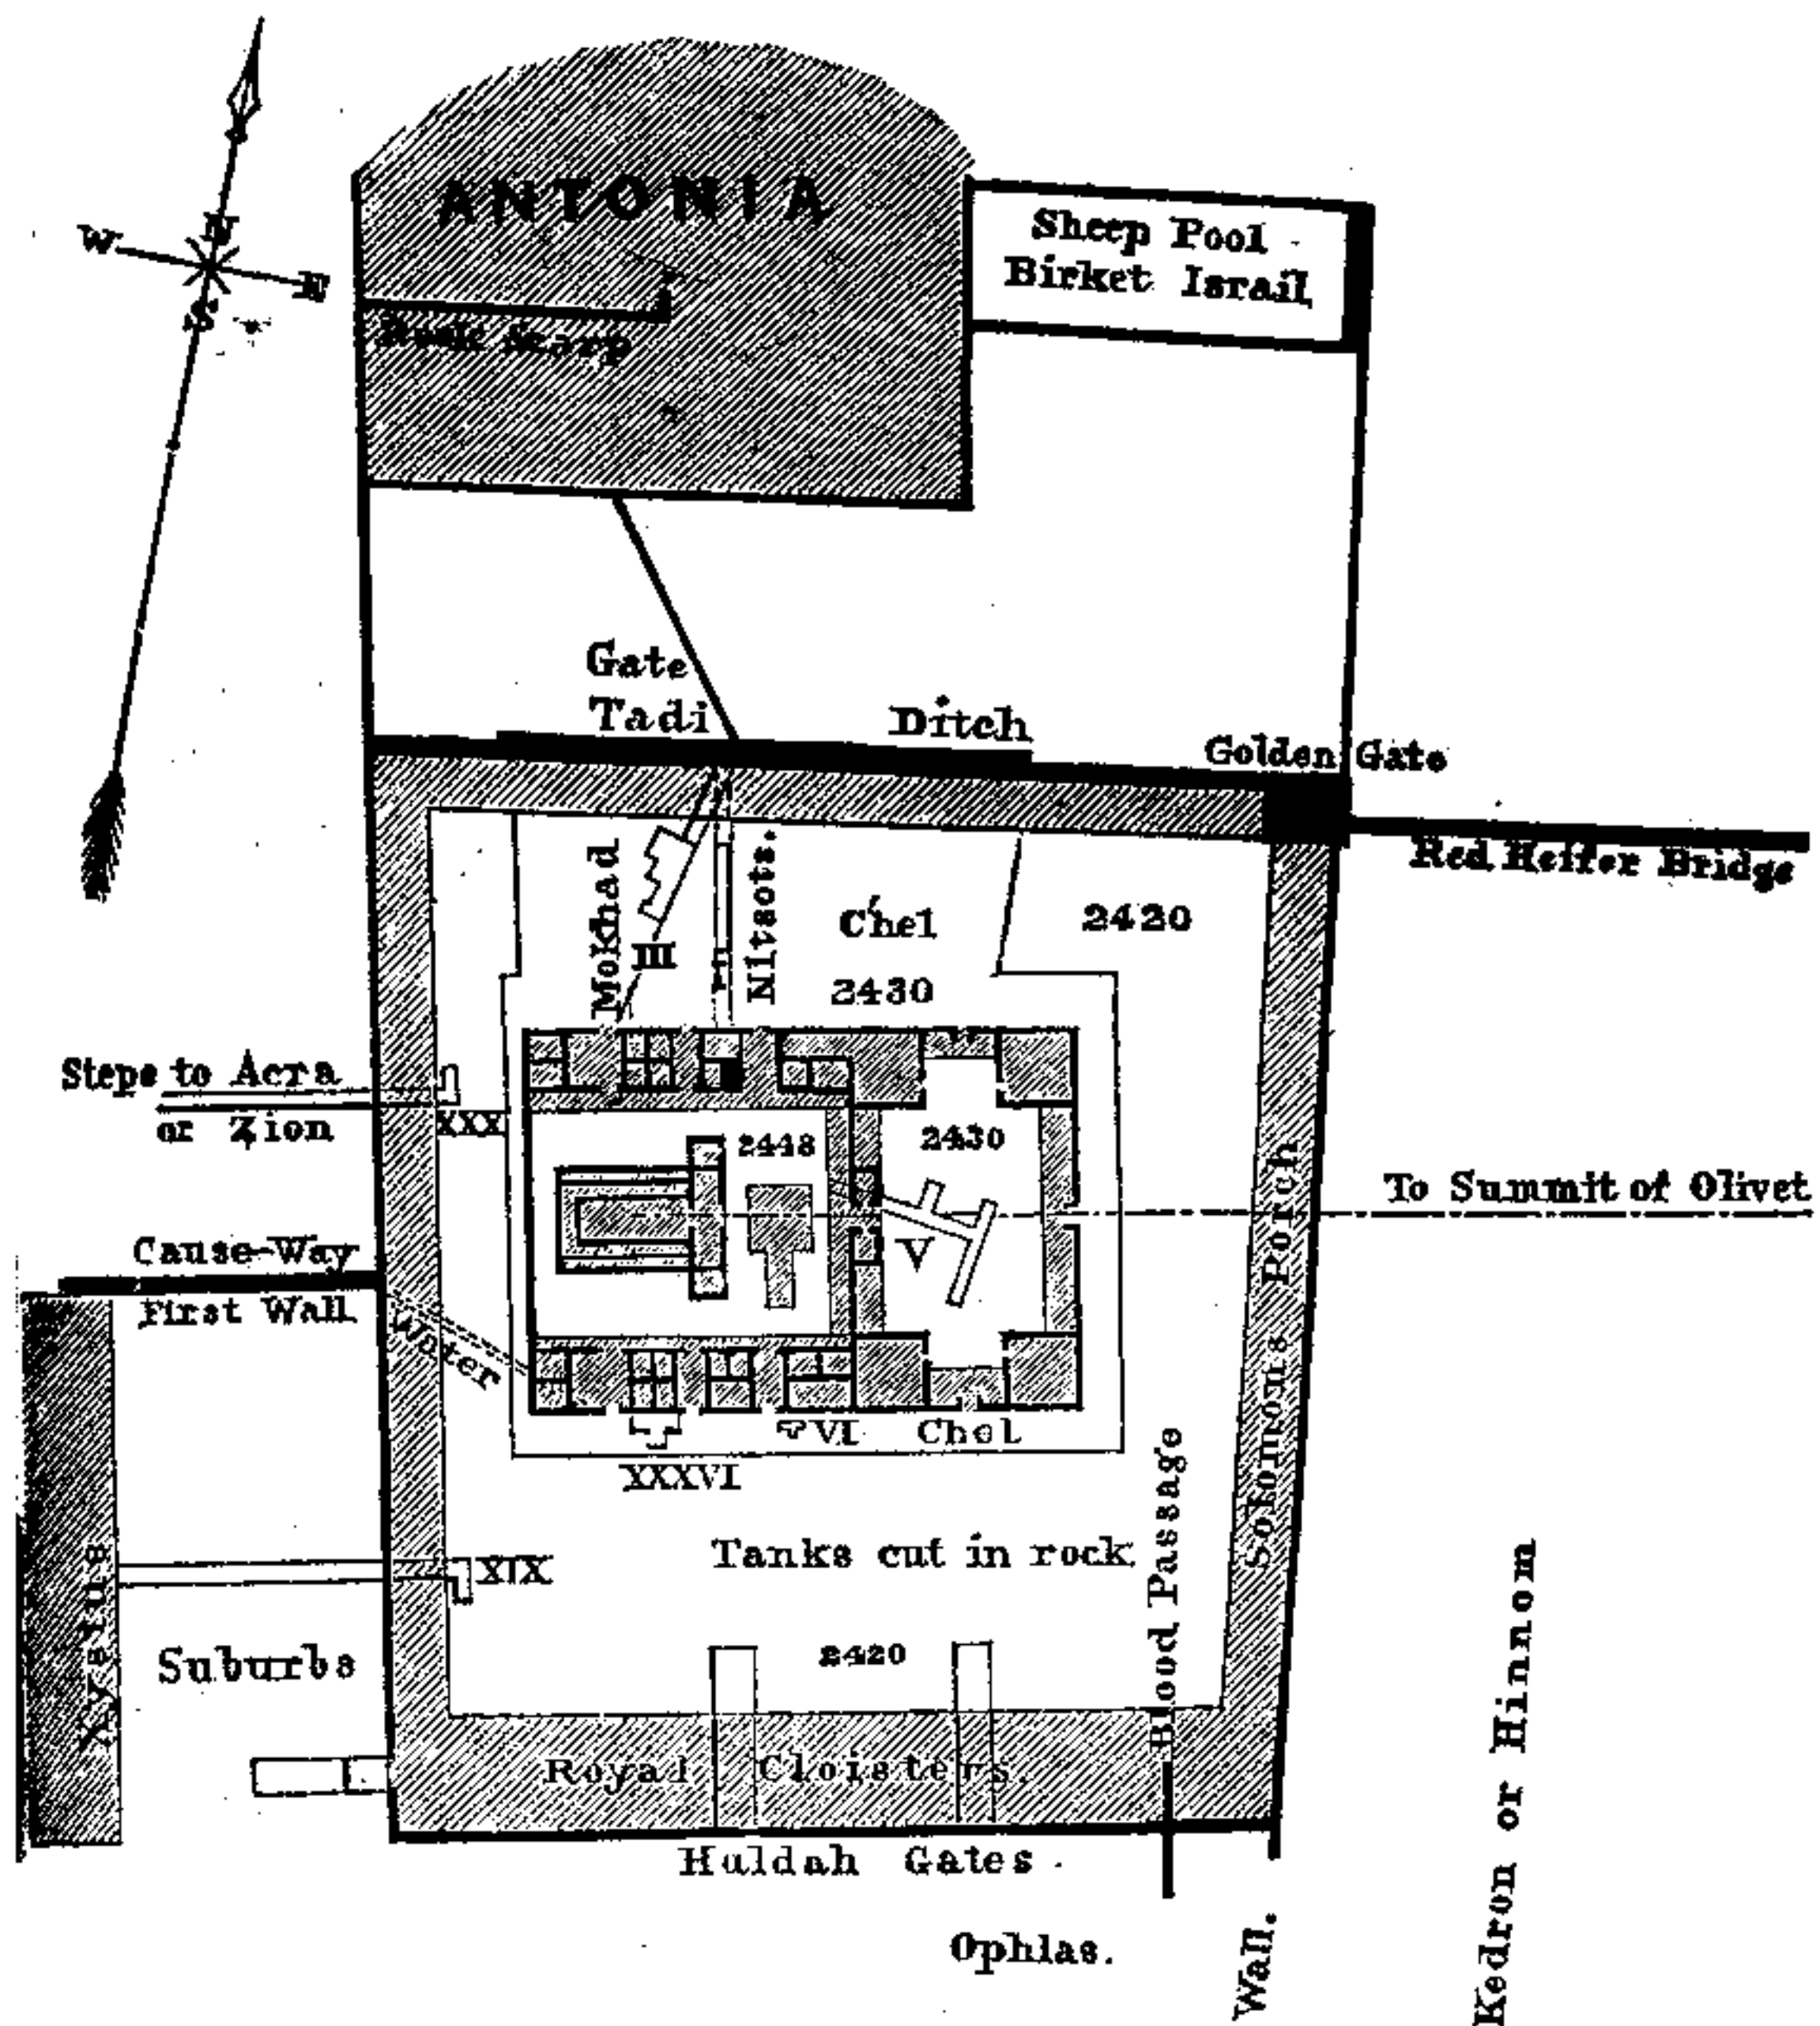 ANTONIA
Sheep Pool
Birket Israil
N
W
E
S
Rock Scarp
Gate
Tadi
Ditch
Golden Gate
Red Heifer Bridge
Mokhad
III
I
Nitsots.
Chel
2430
2420
Steps to Acra
or Zion
XXX
2448
2430
To Summit of Olivet
Cause-Way
First Wall
Water
V
Solomons Porch
VI
Chel
XXXVI
Blood Passage
Tanks cut in rock
XIX
Xystus
Suburbs
2420
Royal Cloisters.
Huldah Gates
Ophlas.
Wall.
Kedron or Hinnom